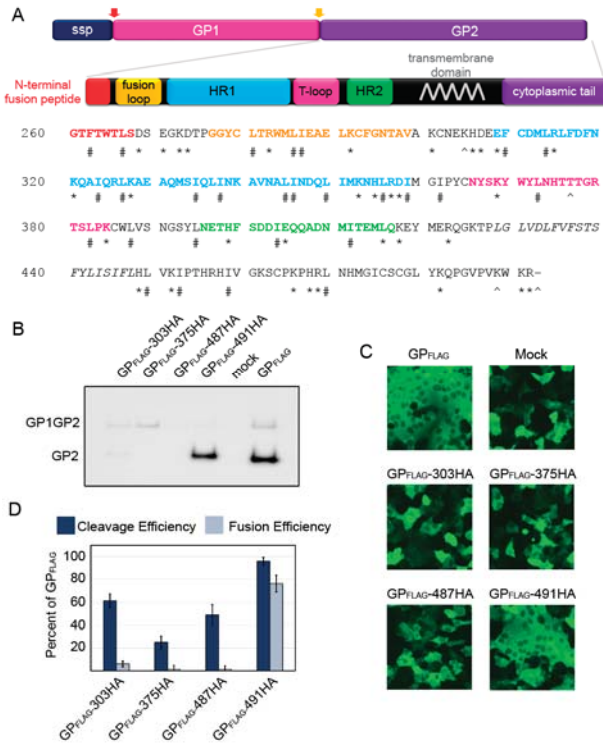 A
ssp
GP1
GP2
transmembrane
domain
N-terminal
fusion peptide
fusion
loop
HR1
T-loop
HR2
cytoplasmic tail
260 GTFTWTLSDS EGKDTPGGYC LTRWMLIEAE LKCFGNTAVA KCNEKHDEEF CDMLRLFDFN
320 KQAIQRLKAE AQMSIQLINK AVNALINDQL IMKNHLRDIM GIPYCNYSKY WYLNHTTTGR
380 TSLPKCWLVS NGSYLNETHF SDDIEQQADN MITEMLQKEY MERQGKTPLG LVDLFVFSTS
440 FYLISIFLHL VKIPTHRHIV GKSCPKPHRL NHMGICSCGL YKQPGVPVKW KR–
B
GPFLAG-303HA
GPFLAG-375HA
GPFLAG-487HA
GPFLAG-491HA
mock
GPFLAG
GP1GP2
GP2
C
GPFLAG
Mock
GPFLAG-303HA
GPFLAG-375HA
GPFLAG-487HA
GPFLAG-491HA
D
Cleavage Efficiency
Fusion Efficiency
Percent of GPFLAG
100
80
60
40
20
GPFLAG-303HA
GPFLAG-375HA
GPFLAG-487HA
GPFLAG-491HA